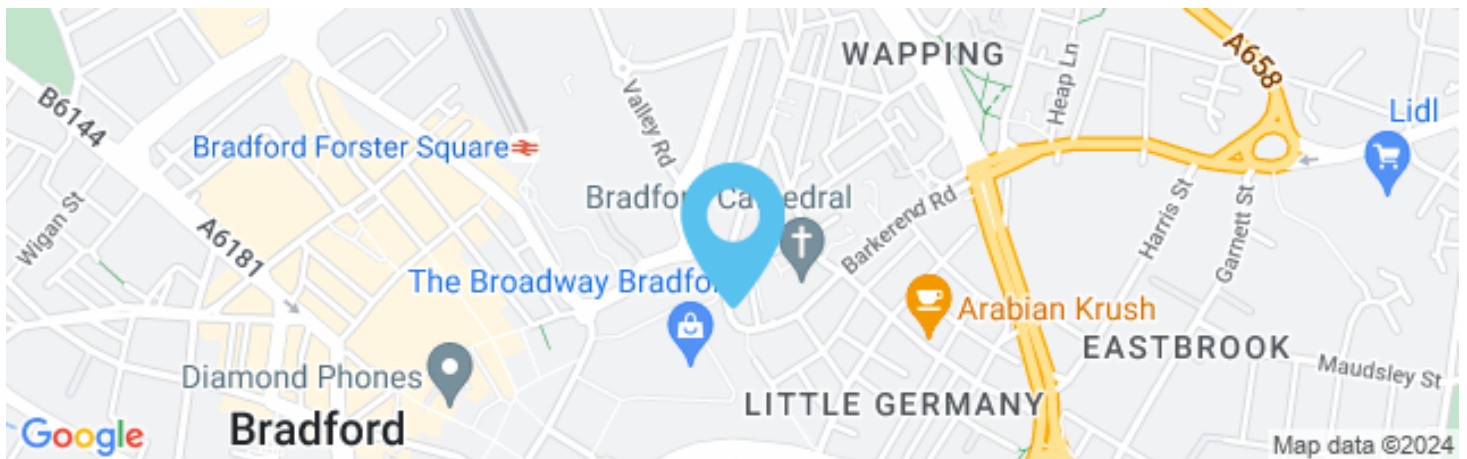 WAPPING
A658
B6144
Valley Rd
Heap Ln
Lidl
Bradford Forster Square
Bradford Cathedral
Barkerend Rd
Harris St
Garnett St
Wigan St
A6181
The Broadway Bradfor
Arabian Krush
EASTBROOK
Maudsley St
Diamond Phones
LITTLE GERMANY
Bradford
Google
Map data ©2024